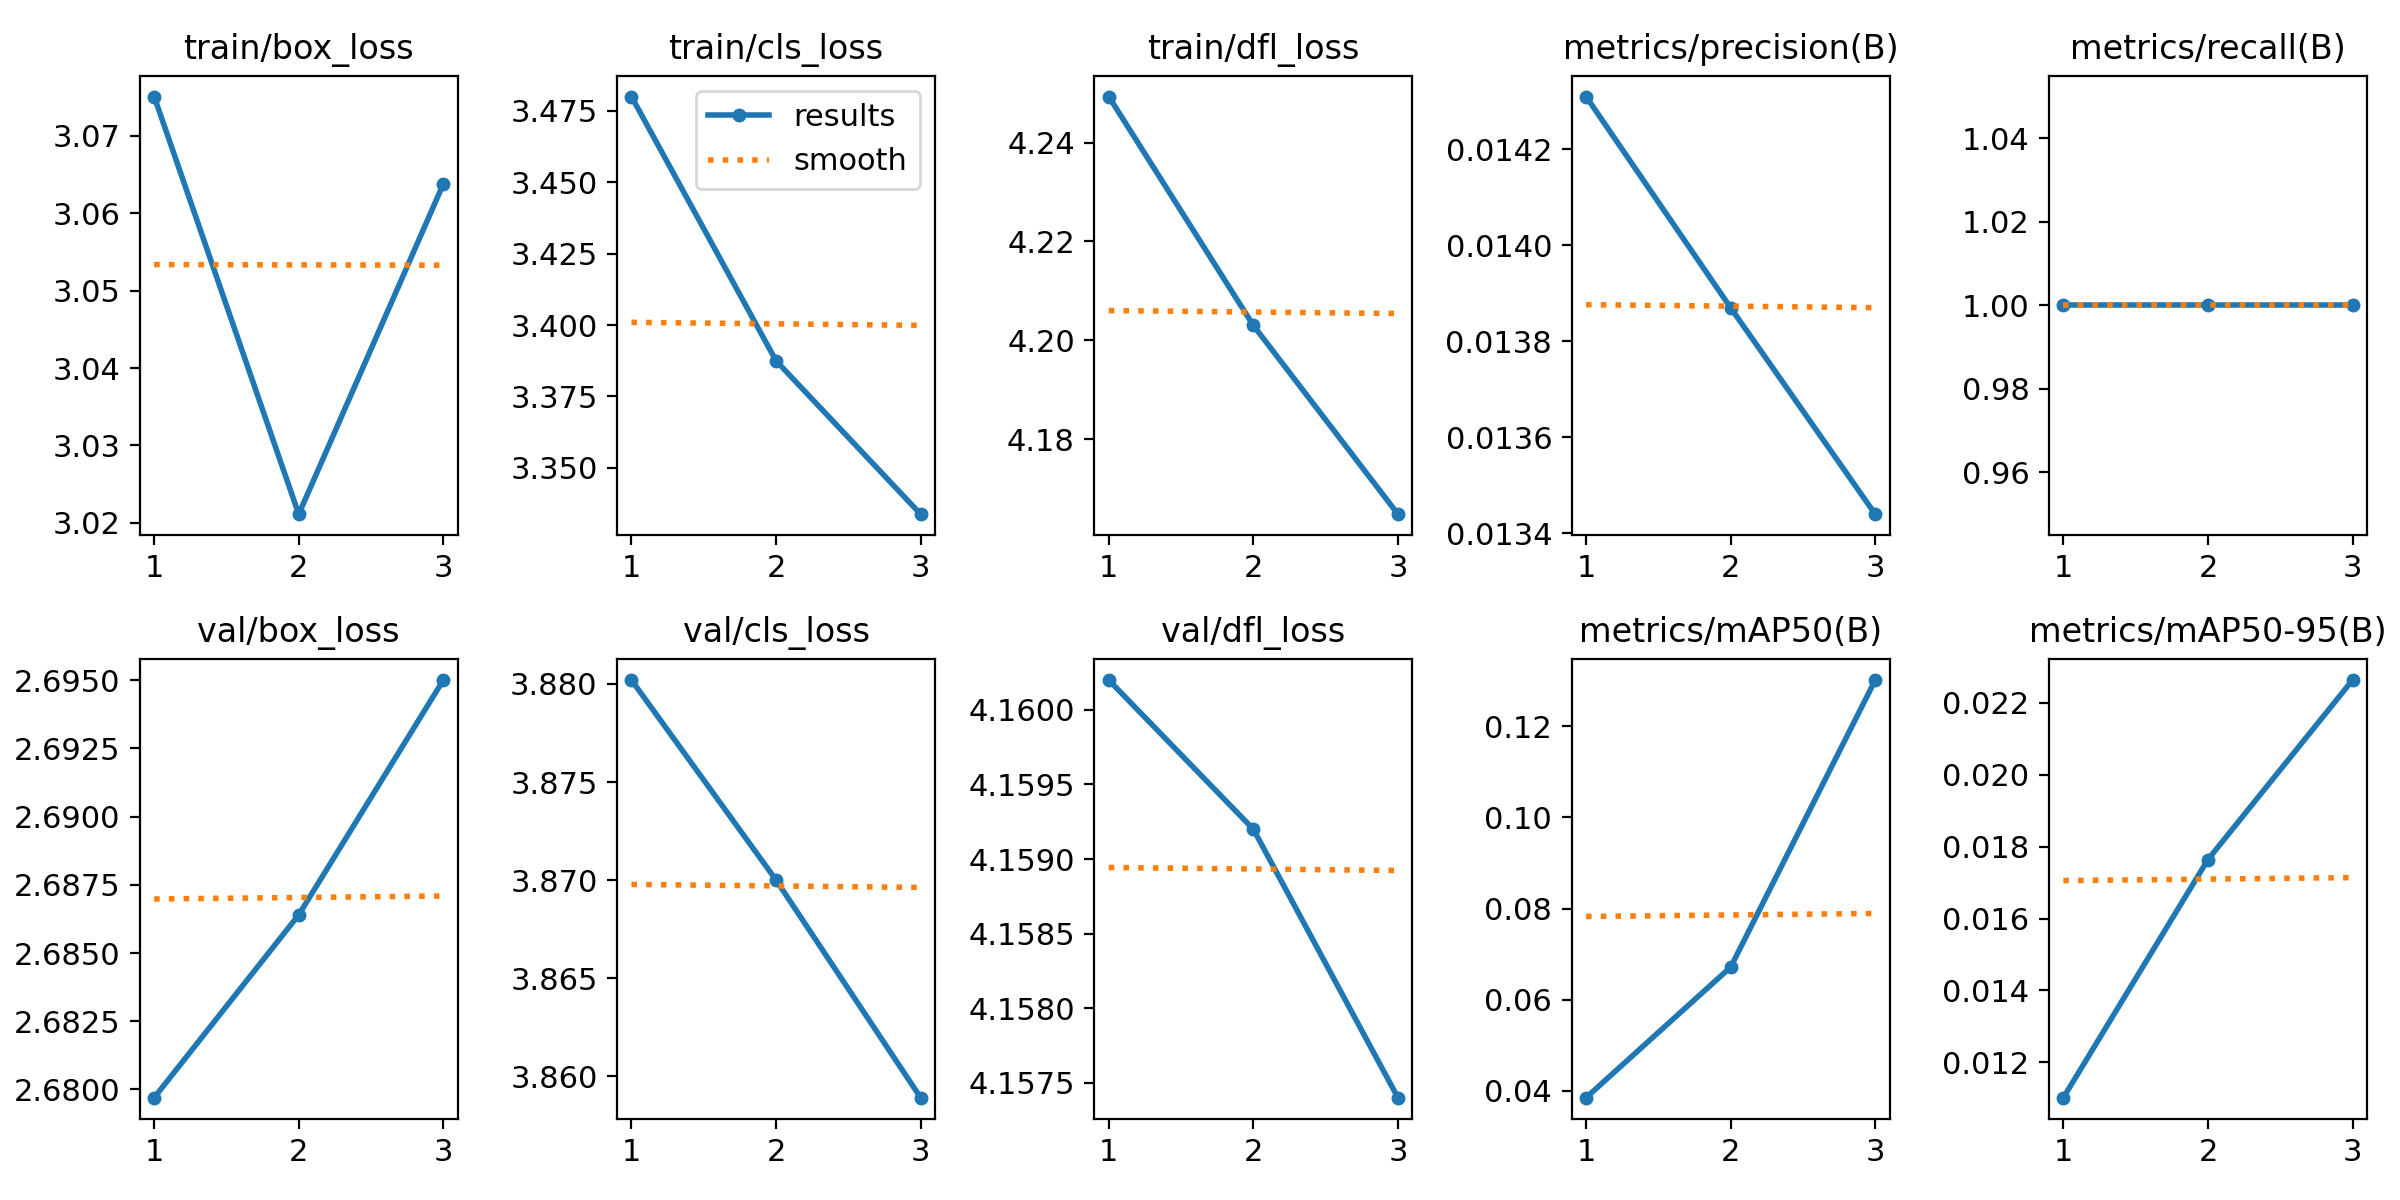 train/box_loss
3.07
3.06
3.05
3.04
3.03
3.02
1 2 3
train/cls_loss
results
smooth
3.475
3.450
3.425
3.400
3.375
3.350
1 2 3
train/dfl_loss
4.24
4.22
4.20
4.18
1 2 3
metrics/precision(B)
0.0142
0.0140
0.0138
0.0136
0.0134
1 2 3
metrics/recall(B)
1.04
1.02
1.00
0.98
0.96
1 2 3
val/box_loss
2.6950
2.6925
2.6900
2.6875
2.6850
2.6825
2.6800
1 2 3
val/cls_loss
3.880
3.875
3.870
3.865
3.860
1 2 3
val/dfl_loss
4.1600
4.1595
4.1590
4.1585
4.1580
4.1575
1 2 3
metrics/mAP50(B)
0.12
0.10
0.08
0.06
0.04
1 2 3
metrics/mAP50-95(B)
0.022
0.020
0.018
0.016
0.014
0.012
1 2 3